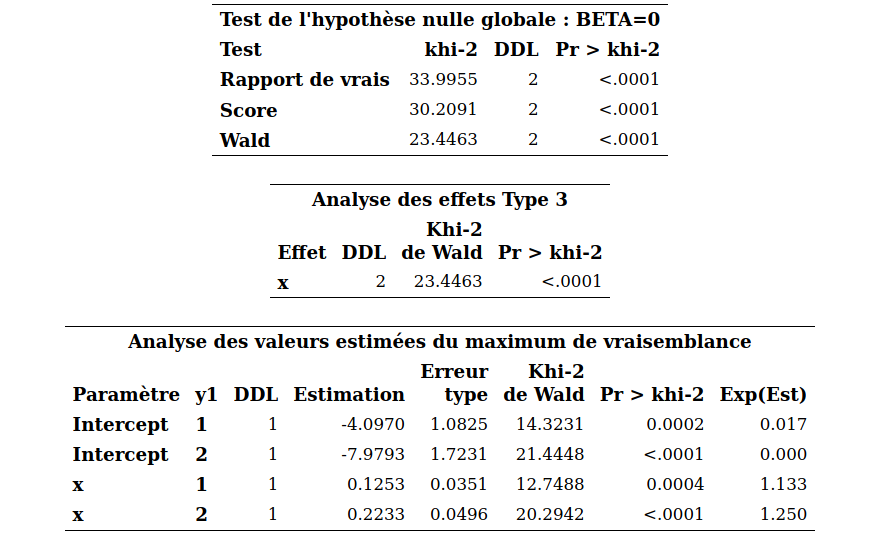 Test de l'hypothèse nulle globale : BETA=0
Test khi-2 DDL Pr > khi-2
Rapport de vrais 33.9955 2 <.0001
Score 30.2091 2 <.0001
Wald 23.4463 2 <.0001
Analyse des effets Type 3
Khi-2
Effet DDL de Wald Pr > khi-2
x 2 23.4463 <.0001
Analyse des valeurs estimées du maximum de vraisemblance
Erreur Khi-2
Paramètre y1 DDL Estimation type de Wald Pr > khi-2 Exp(Est)
Intercept 1 1 -4.0970 1.0825 14.3231 0.0002 0.017
Intercept 2 1 -7.9793 1.7231 21.4448 <.0001 0.000
x 1 1 0.1253 0.0351 12.7488 0.0004 1.133
x 2 1 0.2233 0.0496 20.2942 <.0001 1.250